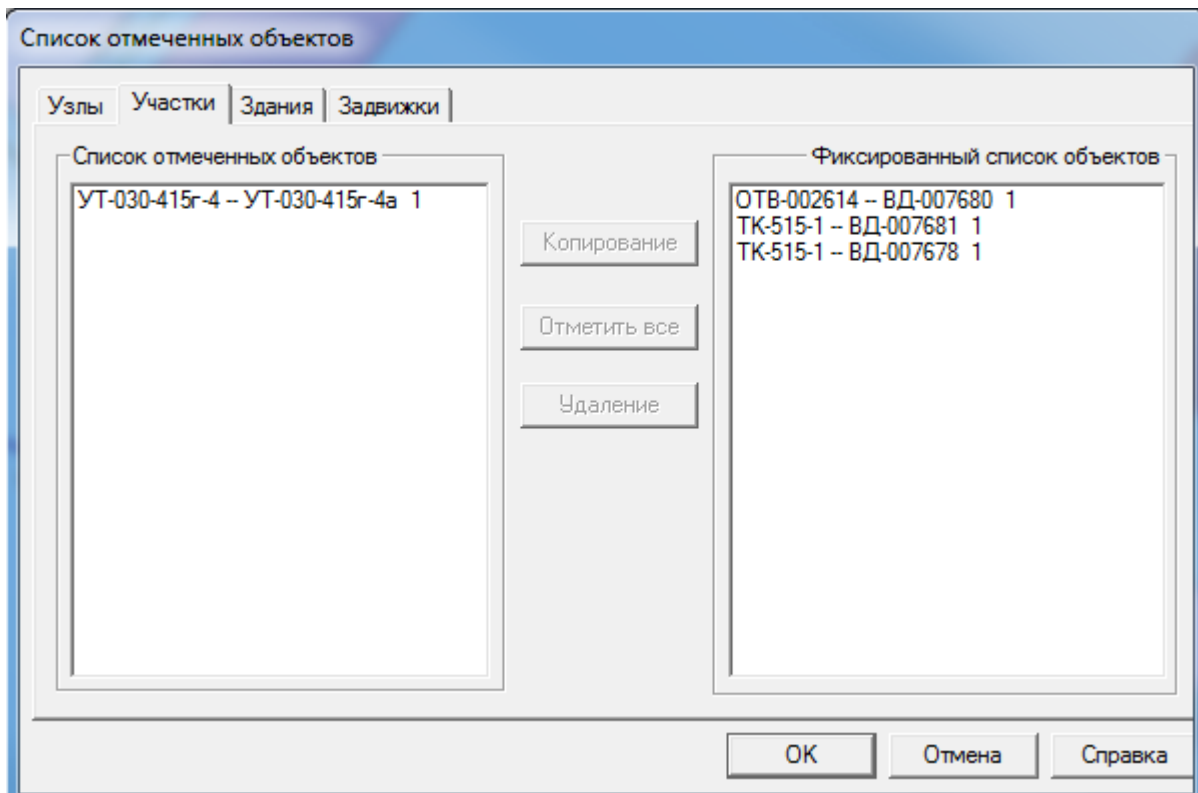 Список отмеченных объектов
Узлы Участки Здания Задвижки
Список отмеченных объектов
УТ-030-415г-4 -- УТ-030-415г-4а 1
Копирование
Отметить все
Удаление
Фиксированный список объектов
ОТВ-002614 -- ВД-007680 1
ТК-515-1 -- ВД-007681 1
ТК-515-1 -- ВД-007678 1
OK Отмена Справка